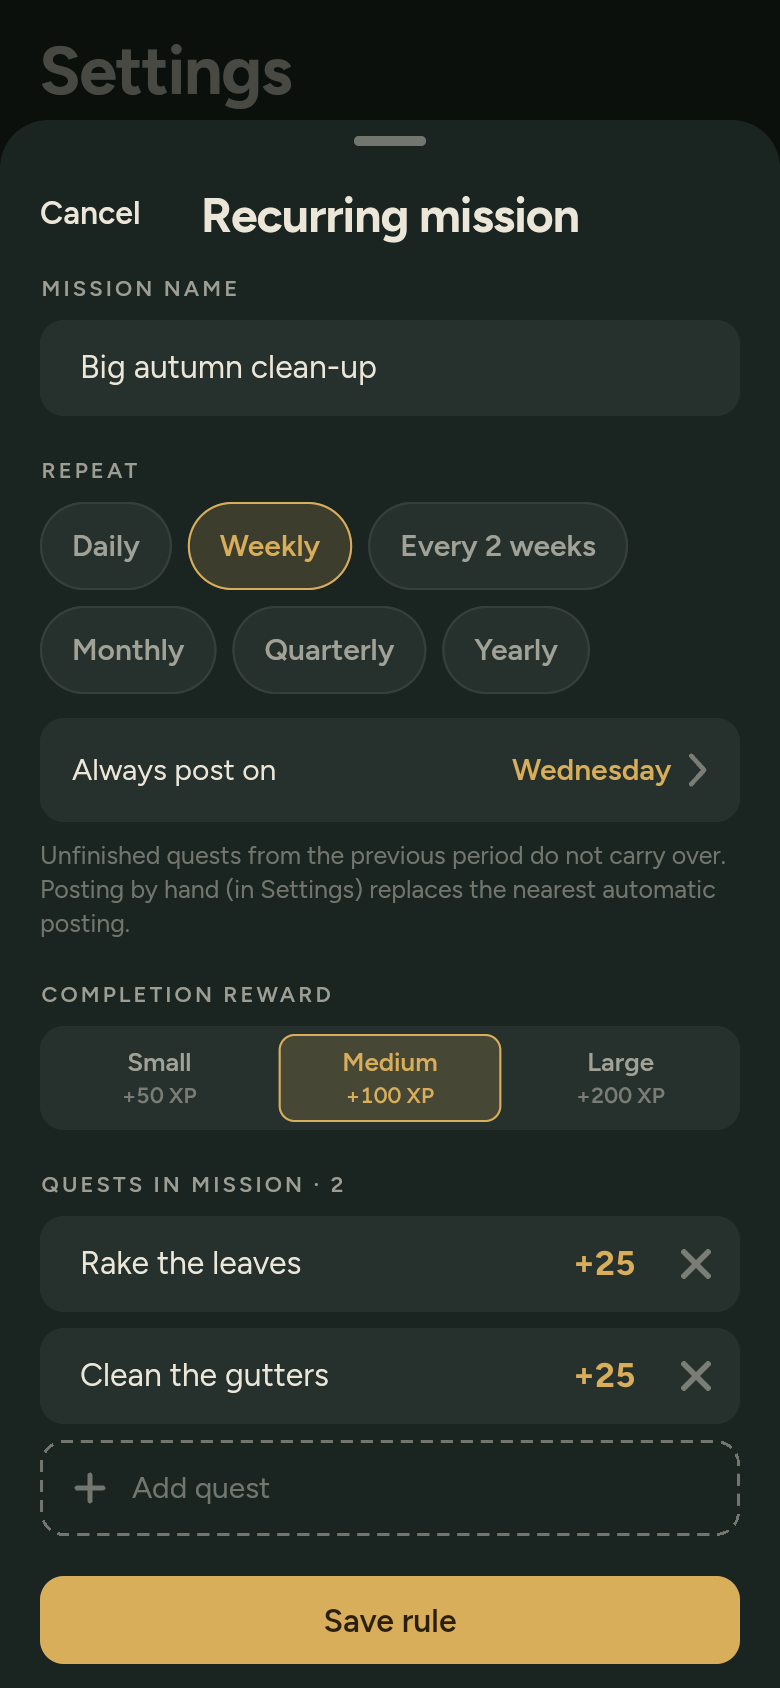 Settings
Cancel
Recurring mission
MISSION NAME
Big autumn clean-up
REPEAT
Daily
Weekly
Every 2 weeks
Monthly
Quarterly
Yearly
Always post on
Wednesday
Unfinished quests from the previous period do not carry over.
Posting by hand (in Settings) replaces the nearest automatic
posting.
COMPLETION REWARD
Small
+50 XP
Medium
+100 XP
Large
+200 XP
QUESTS IN MISSION · 2
Rake the leaves
+25
Clean the gutters
+25
Add quest
Save rule